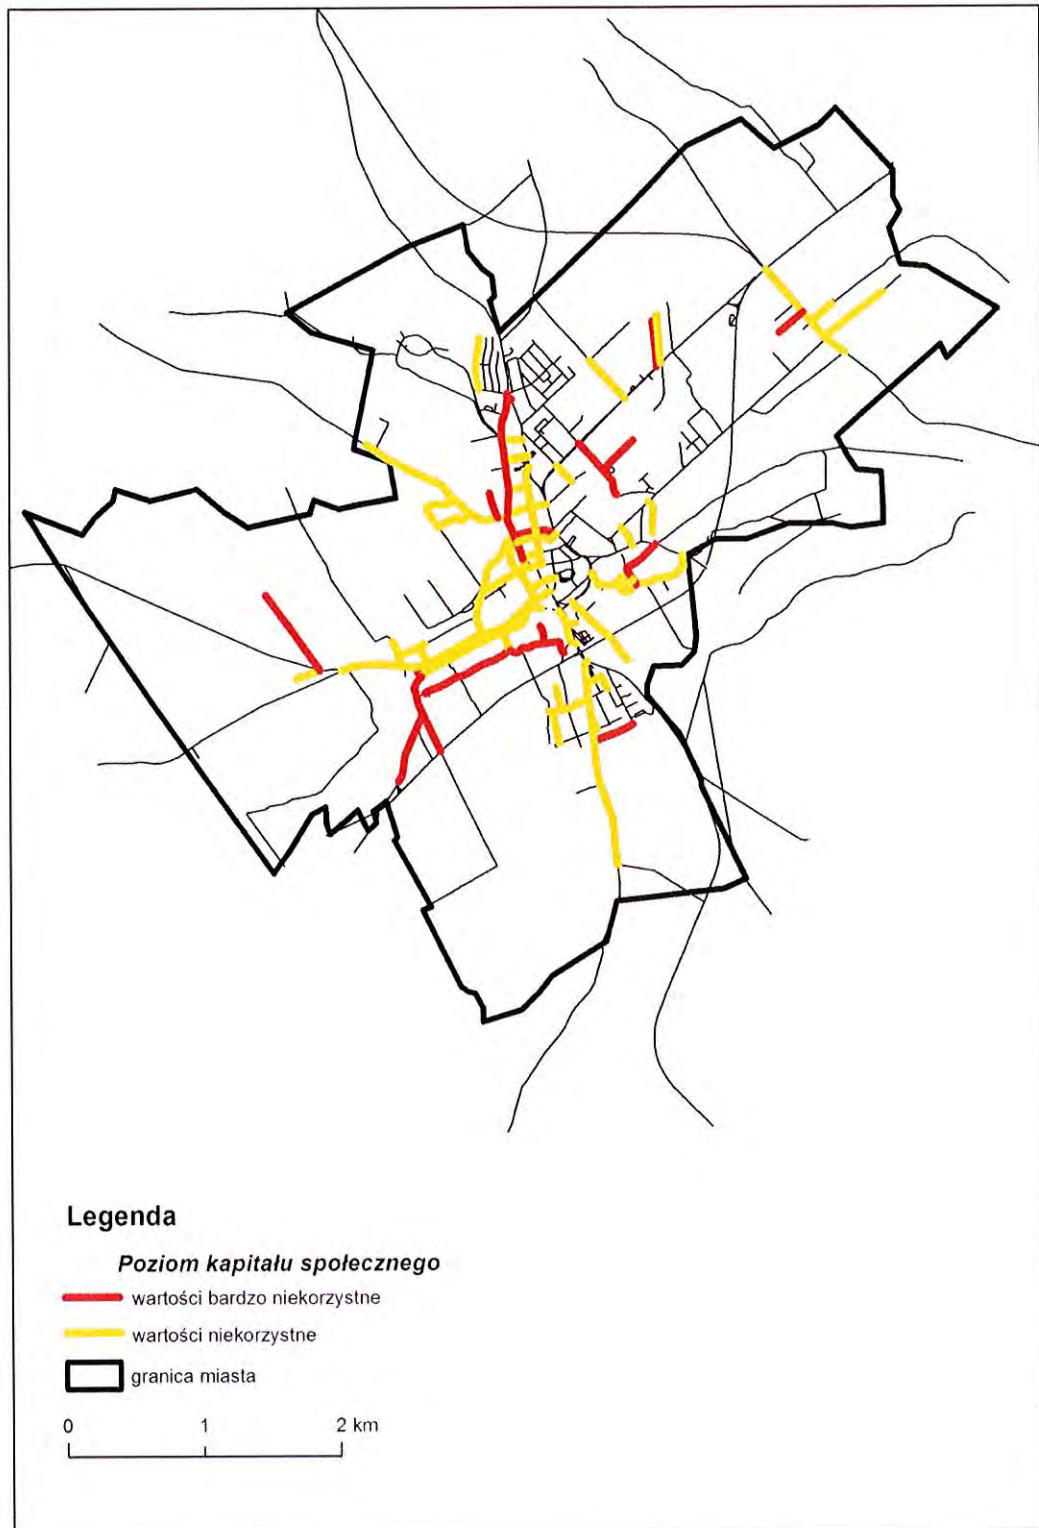 Legenda
Poziom kapitału społecznego
wartości bardzo niekorzystne
wartości niekorzystne
granica miasta
0 1 2 km